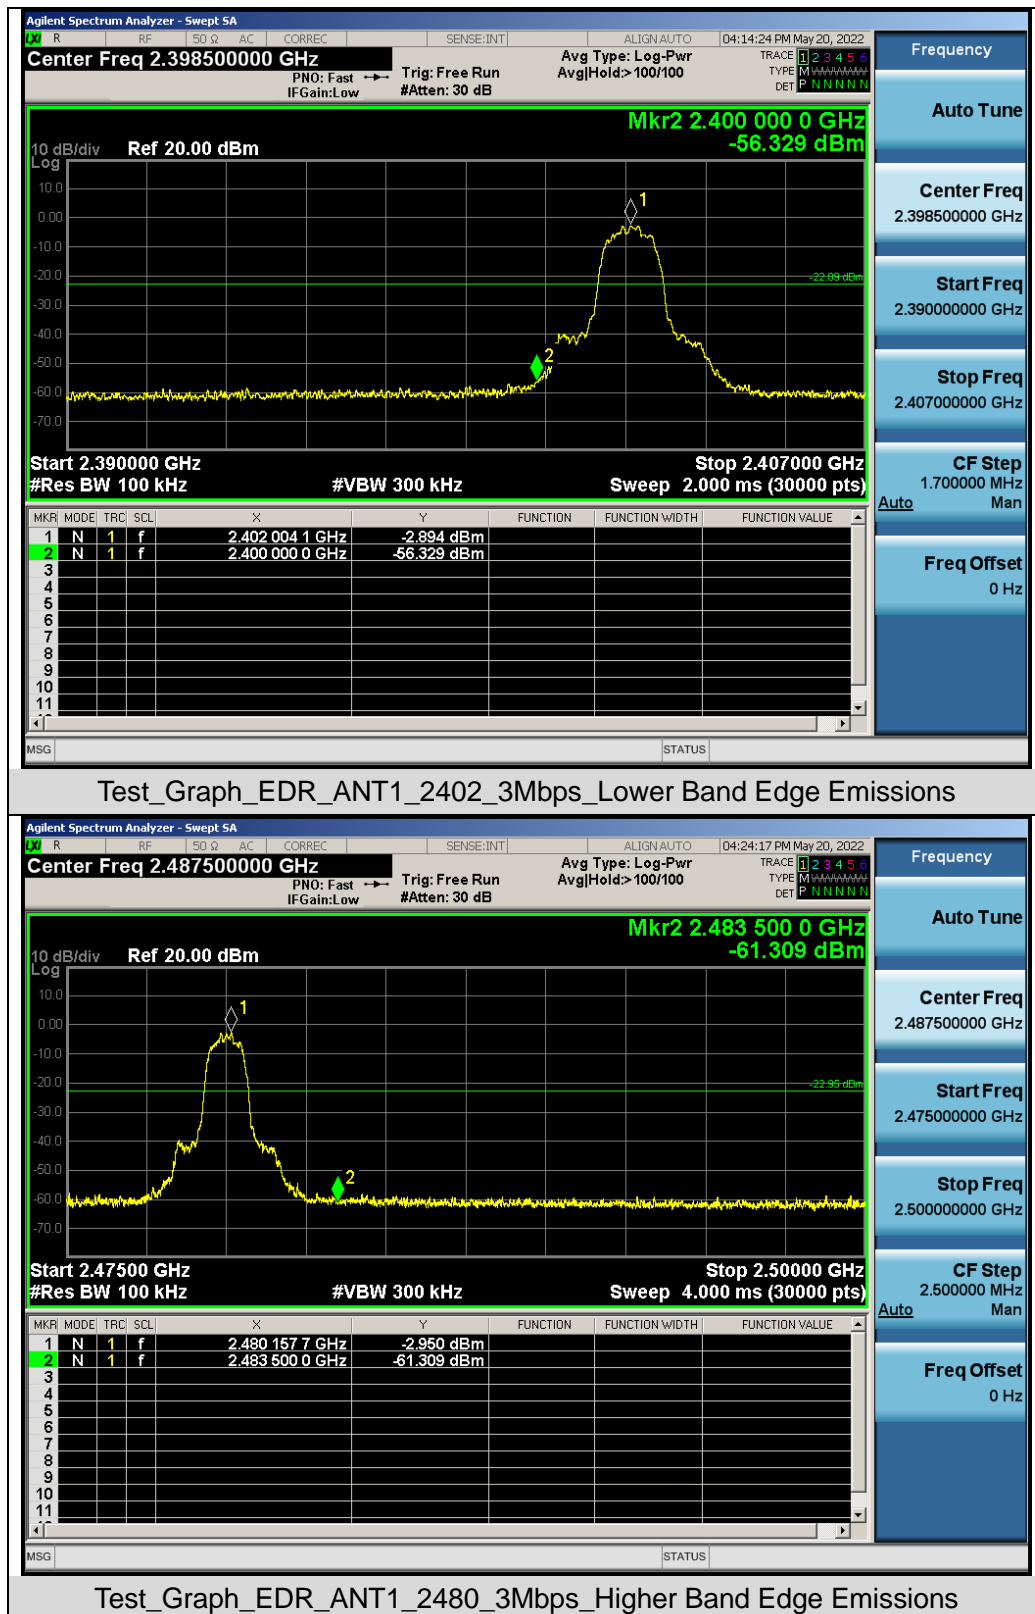 Agilent Spectrum Analyzer - Swept SA
LXI R RF 50 Ω AC CORREC SENSE:INT ALIGN AUTO 04:14:24 PM May 20, 2022
Center Freq 2.398500000 GHz
PNO: Fast
IFGain:Low
Trig: Free Run
#Atten: 30 dB
Avg Type: Log-Pwr
Avg|Hold:>100/100
TRACE 1 2 3 4 5 6
TYPE M WWWWW
DET P N N N N N
Mkr2 2.400 000 0 GHz
-56.329 dBm
10 dB/div Ref 20.00 dBm
Log
10.0
0.00
-10.0
-20.0
-30.0
-40.0
-50.0
-60.0
-70.0
1
-22.89 dBm
2
Start 2.390000 GHz Stop 2.407000 GHz
#Res BW 100 kHz #VBW 300 kHz Sweep 2.000 ms (30000 pts)
MKR MODE TRC SCL X Y FUNCTION FUNCTION WIDTH FUNCTION VALUE
1 N 1 f 2.402 004 1 GHz -2.894 dBm
2 N 1 f 2.400 000 0 GHz -56.329 dBm
3
4
5
6
7
8
9
10
11
MSG STATUS
Frequency
Auto Tune
Center Freq
2.398500000 GHz
Start Freq
2.390000000 GHz
Stop Freq
2.407000000 GHz
CF Step
1.700000 MHz
Auto Man
Freq Offset
0 Hz
Test_Graph_EDR_ANT1_2402_3Mbps_Lower Band Edge Emissions
Agilent Spectrum Analyzer - Swept SA
LXI R RF 50 Ω AC CORREC SENSE:INT ALIGN AUTO 04:24:17 PM May 20, 2022
Center Freq 2.487500000 GHz
PNO: Fast
IFGain:Low
Trig: Free Run
#Atten: 30 dB
Avg Type: Log-Pwr
Avg|Hold:>100/100
TRACE 1 2 3 4 5 6
TYPE M WWWWW
DET P N N N N N
Mkr2 2.483 500 0 GHz
-61.309 dBm
10 dB/div Ref 20.00 dBm
Log
10.0
0.00
-10.0
-20.0
-30.0
-40.0
-50.0
-60.0
-70.0
1
-22.95 dBm
2
Start 2.47500 GHz Stop 2.50000 GHz
#Res BW 100 kHz #VBW 300 kHz Sweep 4.000 ms (30000 pts)
MKR MODE TRC SCL X Y FUNCTION FUNCTION WIDTH FUNCTION VALUE
1 N 1 f 2.480 157 7 GHz -2.950 dBm
2 N 1 f 2.483 500 0 GHz -61.309 dBm
3
4
5
6
7
8
9
10
11
MSG STATUS
Frequency
Auto Tune
Center Freq
2.487500000 GHz
Start Freq
2.475000000 GHz
Stop Freq
2.500000000 GHz
CF Step
2.500000 MHz
Auto Man
Freq Offset
0 Hz
Test_Graph_EDR_ANT1_2480_3Mbps_Higher Band Edge Emissions